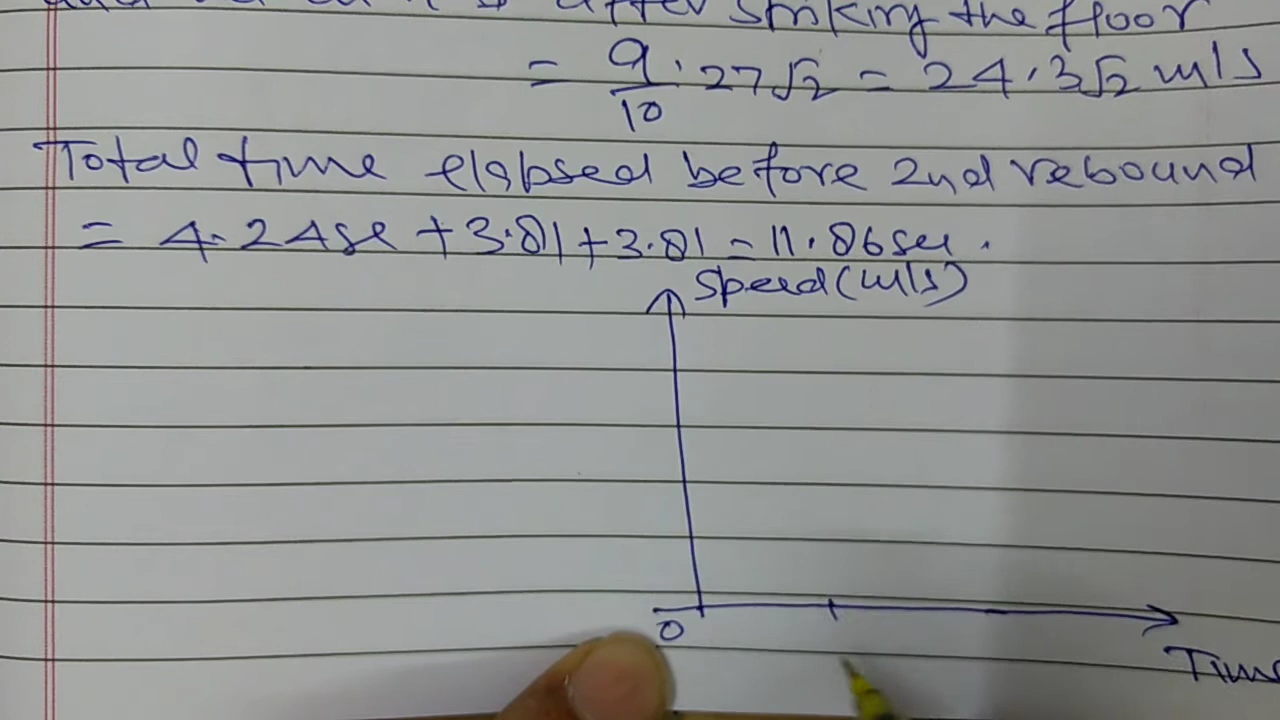 after striking the floor
= 9/10 . 27√2 = 24.3√2 m/s
Total time elapsed before 2nd rebound
= 4.24 sec + 3.81 + 3.81 = 11.86 sec.
Speed (m/s)
0
Time